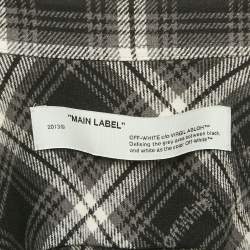 "MAIN LABEL"
2013®
OFF-WHITE c/o VIRGIL ABLOH™
Defining the grey area between black
and white as the color Off-White™